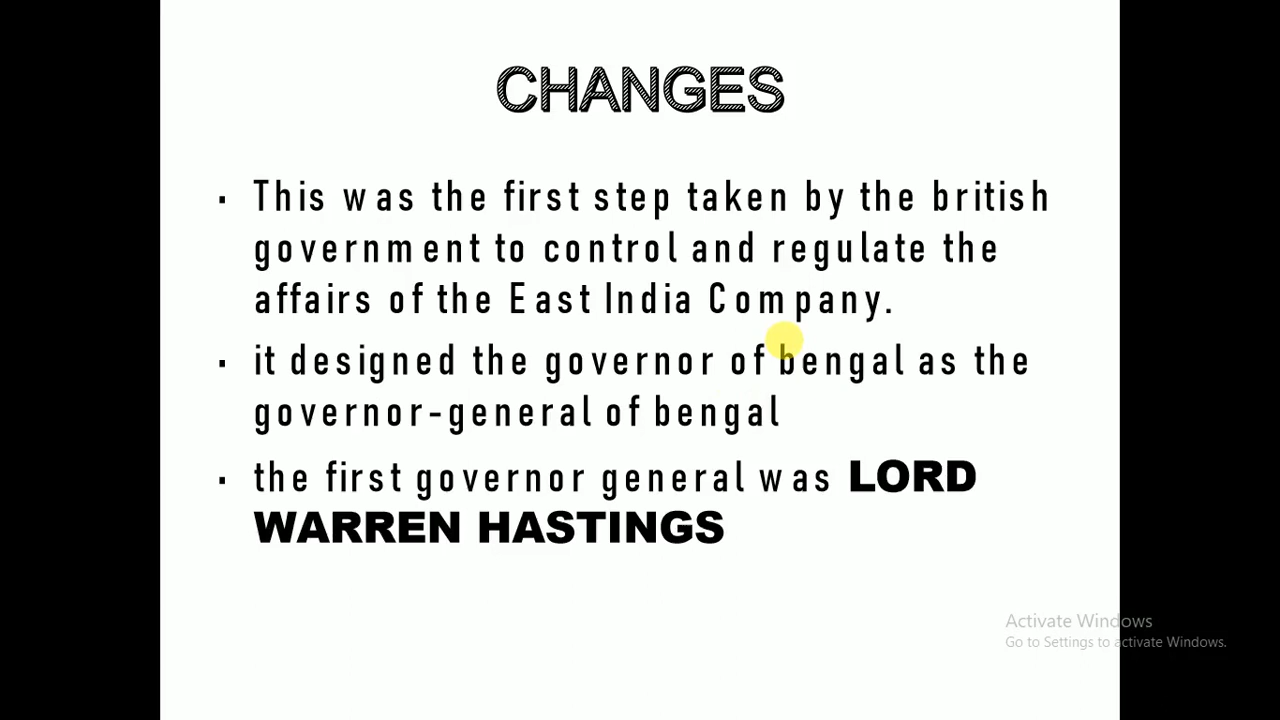 CHANGES
▪ This was the first step taken by the british
government to control and regulate the
affairs of the East India Company.
▪ it designed the governor of bengal as the
governor-general of bengal
▪ the first governor general was LORD
WARREN HASTINGS
Activate Windows
Go to Settings to activate Windows.